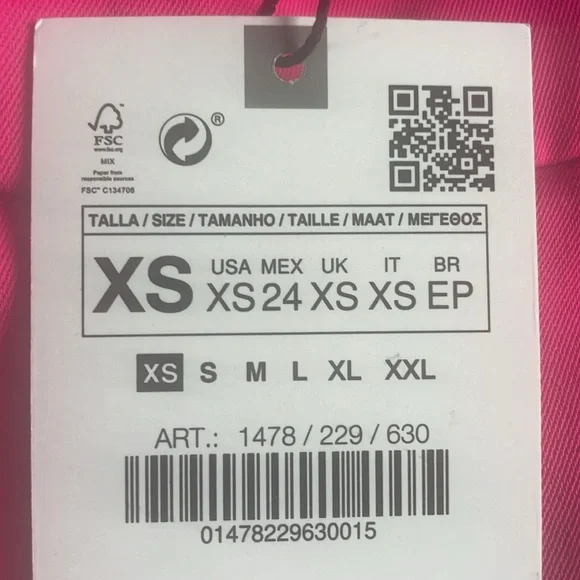 FSC
www.fsc.org
MIX
Paper from
responsible sources
FSC® C134706
®
TALLA / SIZE / TAMANHO / TAILLE / MAAT / ΜΕΓΕΘΟΣ
XS
USA MEX UK IT BR
XS 24 XS XS EP
XS S M L XL XXL
ART.: 1478 / 229 / 630
01478229630015